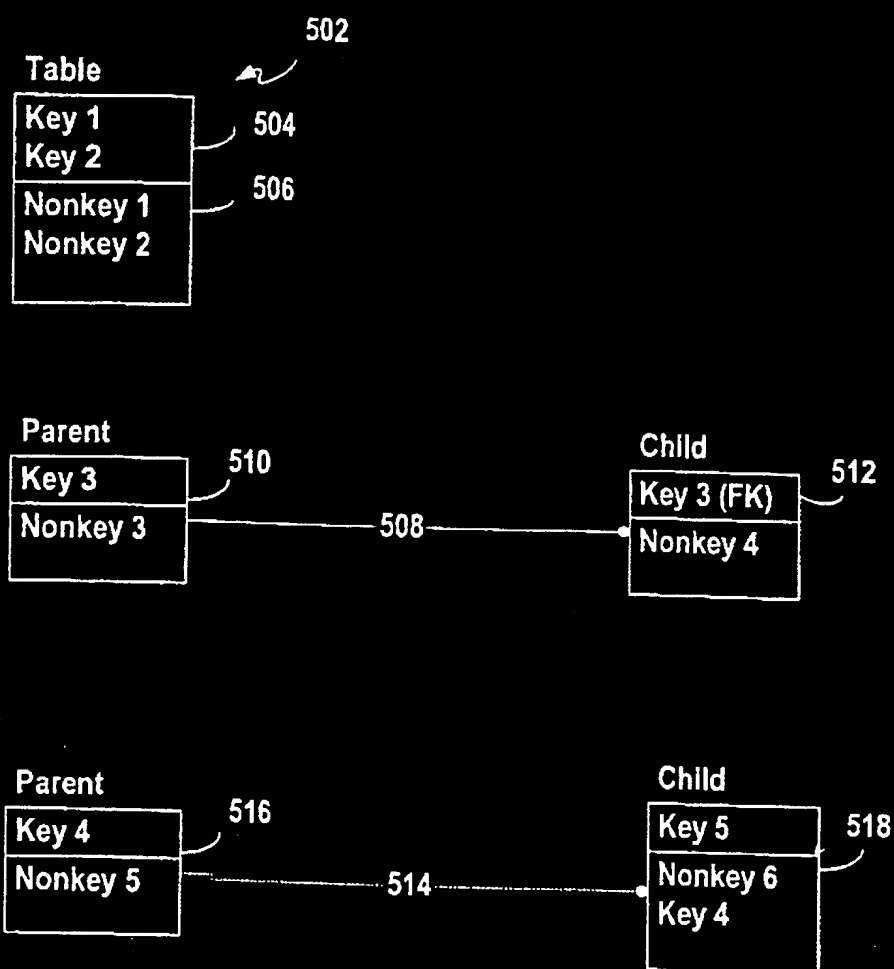 502
Table
Key 1
504
Key 2
Nonkey 1
506
Nonkey 2
Parent
Key 3
510
Nonkey 3
508
Child
Key 3 (FK)
512
Nonkey 4
Parent
Key 4
516
Nonkey 5
514
Child
Key 5
518
Nonkey 6
Key 4